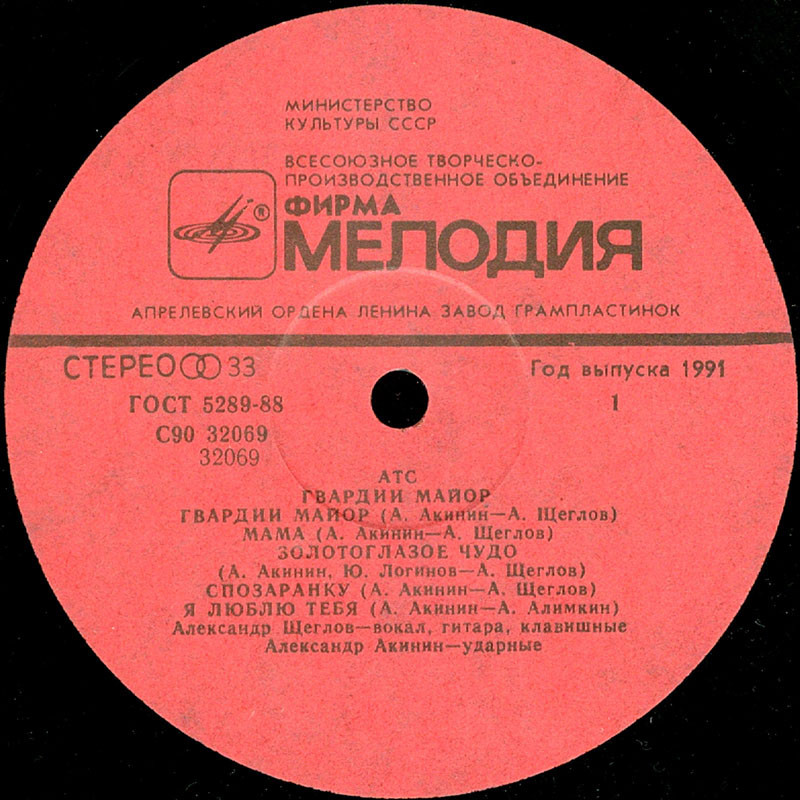 МИНИСТЕРСТВО
КУЛЬТУРЫ СССР
ВСЕСОЮЗНОЕ ТВОРЧЕСКО-
ПРОИЗВОДСТВЕННОЕ ОБЪЕДИНЕНИЕ
®
ФИРМА
МЕЛОДИЯ
АПРЕЛЕВСКИЙ ОРДЕНА ЛЕНИНА ЗАВОД ГРАМПЛАСТИНОК
СТЕРЕО 33
Год выпуска 1991
ГОСТ 5289-88
1
С90 32069
32069
АТС
ГВАРДИИ МАЙОР
ГВАРДИИ МАЙОР (А. Акинин—А. Щеглов)
МАМА (А. Акинин—А. Щеглов)
ЗОЛОТОГЛАЗОЕ ЧУДО
(А. Акинин, Ю. Логинов—А. Щеглов)
СПОЗАРАНКУ (А. Акинин—А. Щеглов)
Я ЛЮБЛЮ ТЕБЯ (А. Акинин—А. Алимкин)
Александр Щеглов—вокал, гитара, клавишные
Александр Акинин—ударные